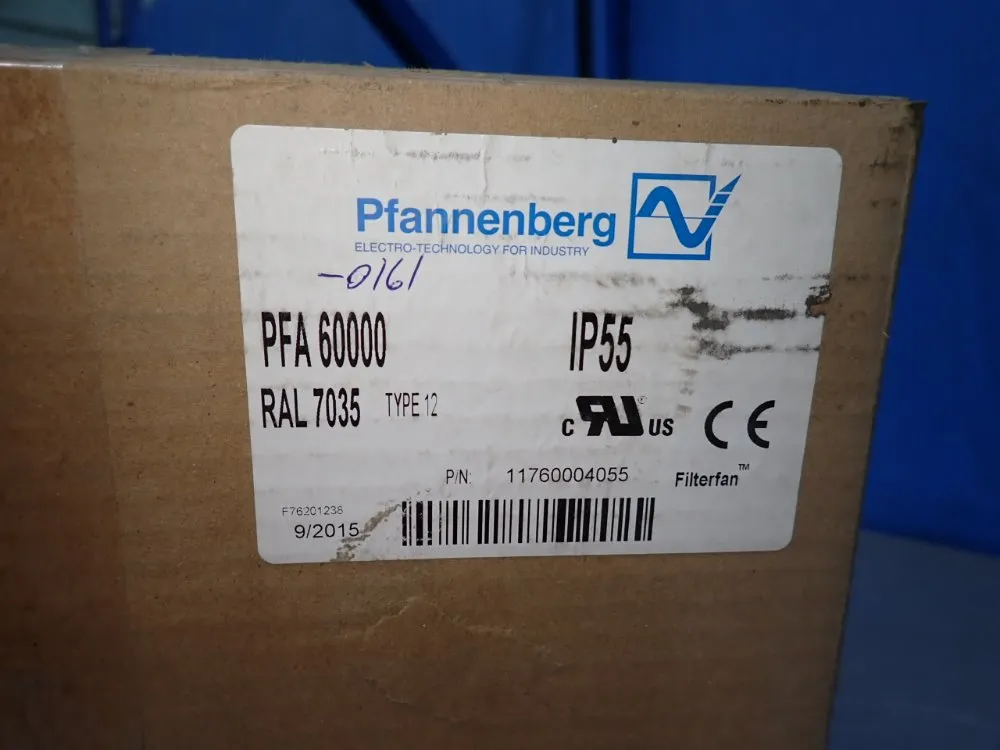 Pfannenberg
ELECTRO-TECHNOLOGY FOR INDUSTRY
-0161
PFA 60000 IP55
RAL 7035 TYPE 12
c RU ® US CE
P/N: 11760004055 Filterfan™
F76201238
9/2015